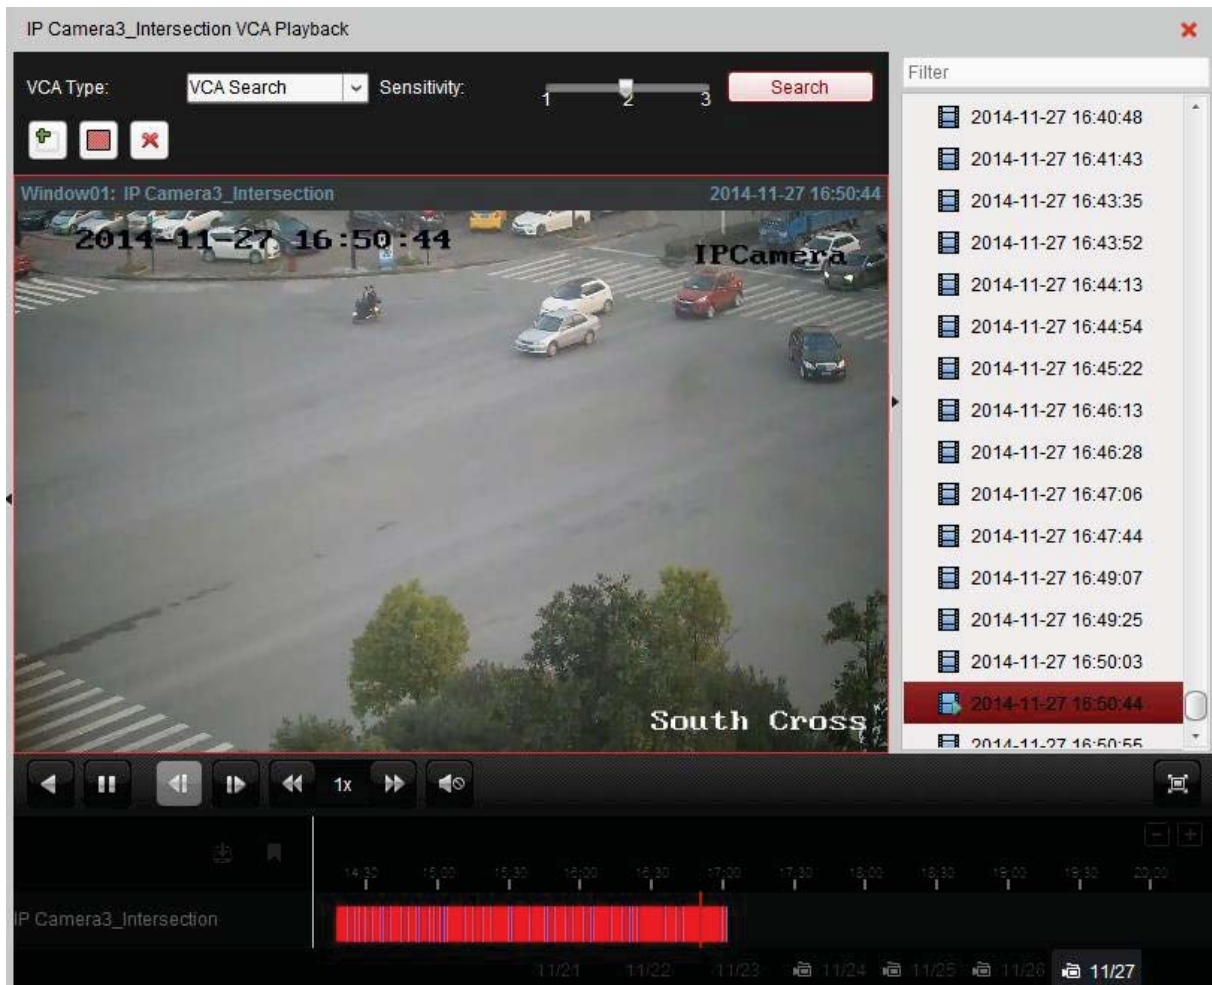 IP Camera3_Intersection VCA Playback
VCA Type: VCA Search Sensitivity: 1 2 3 Search
Filter
Window01: IP Camera3_Intersection 2014-11-27 16:50:44
2014-11-27 16:50:44
IPCamera
South Cross
2014-11-27 16:40:48
2014-11-27 16:41:43
2014-11-27 16:43:35
2014-11-27 16:43:52
2014-11-27 16:44:13
2014-11-27 16:44:54
2014-11-27 16:45:22
2014-11-27 16:46:13
2014-11-27 16:46:28
2014-11-27 16:47:06
2014-11-27 16:47:44
2014-11-27 16:49:07
2014-11-27 16:49:25
2014-11-27 16:50:03
2014-11-27 16:50:44
2014-11-27 16:50:55
1x
14:30 15:00 15:30 16:00 16:30 17:00 17:30 18:00 18:30 19:00 19:30 20:00
IP Camera3_Intersection
11/21 11/22 11/23 11/24 11/25 11/26 11/27